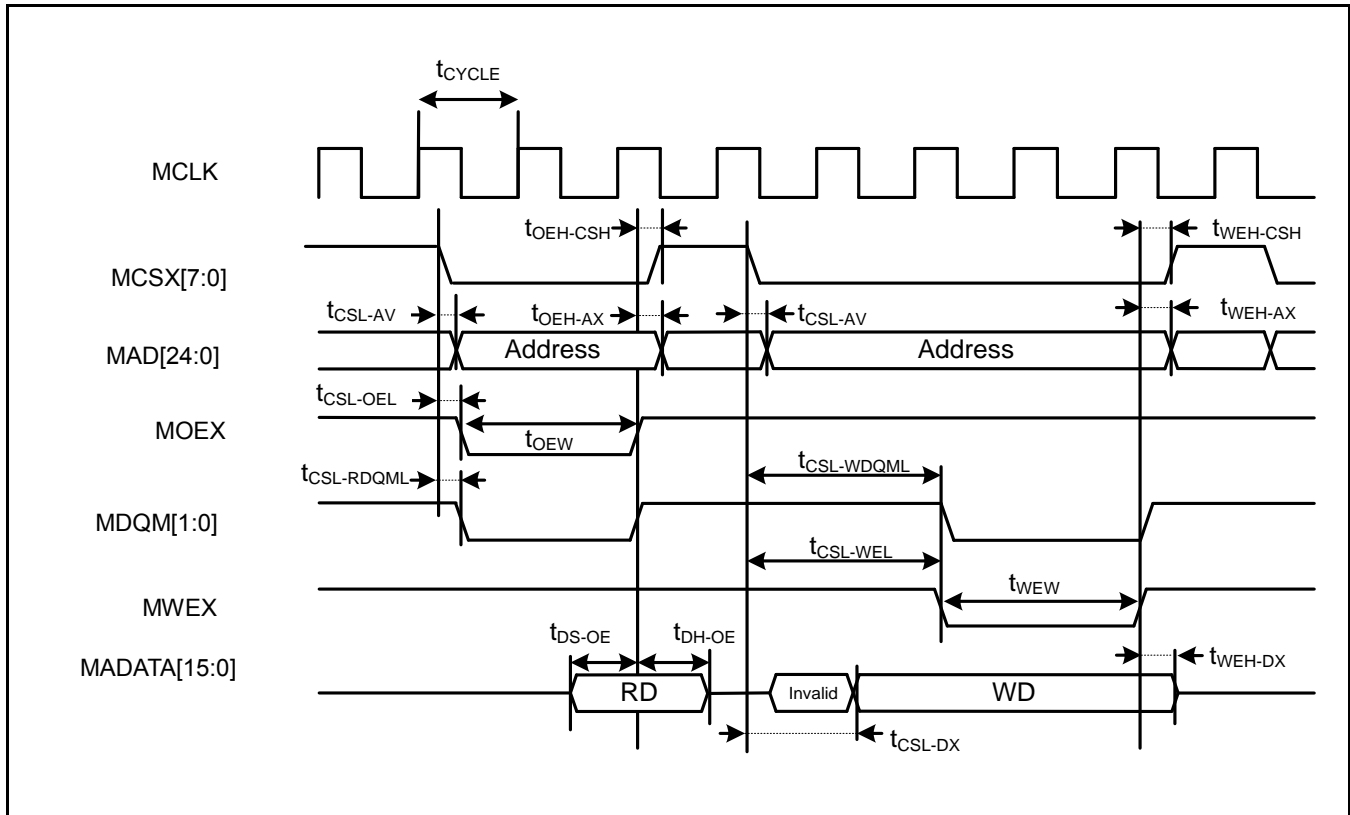 tCYCLE
MCLK
tOEH-CSH
tWEH-CSH
MCSX[7:0]
tCSL-AV
tOEH-AX
tCSL-AV
tWEH-AX
MAD[24:0]
Address
Address
tCSL-OEL
MOEX
tOEW
tCSL-RDQML
tCSL-WDQML
MDQM[1:0]
tCSL-WEL
MWEX
tWEW
tDS-OE
tDH-OE
MADATA[15:0]
tWEH-DX
RD
Invalid
WD
tCSL-DX